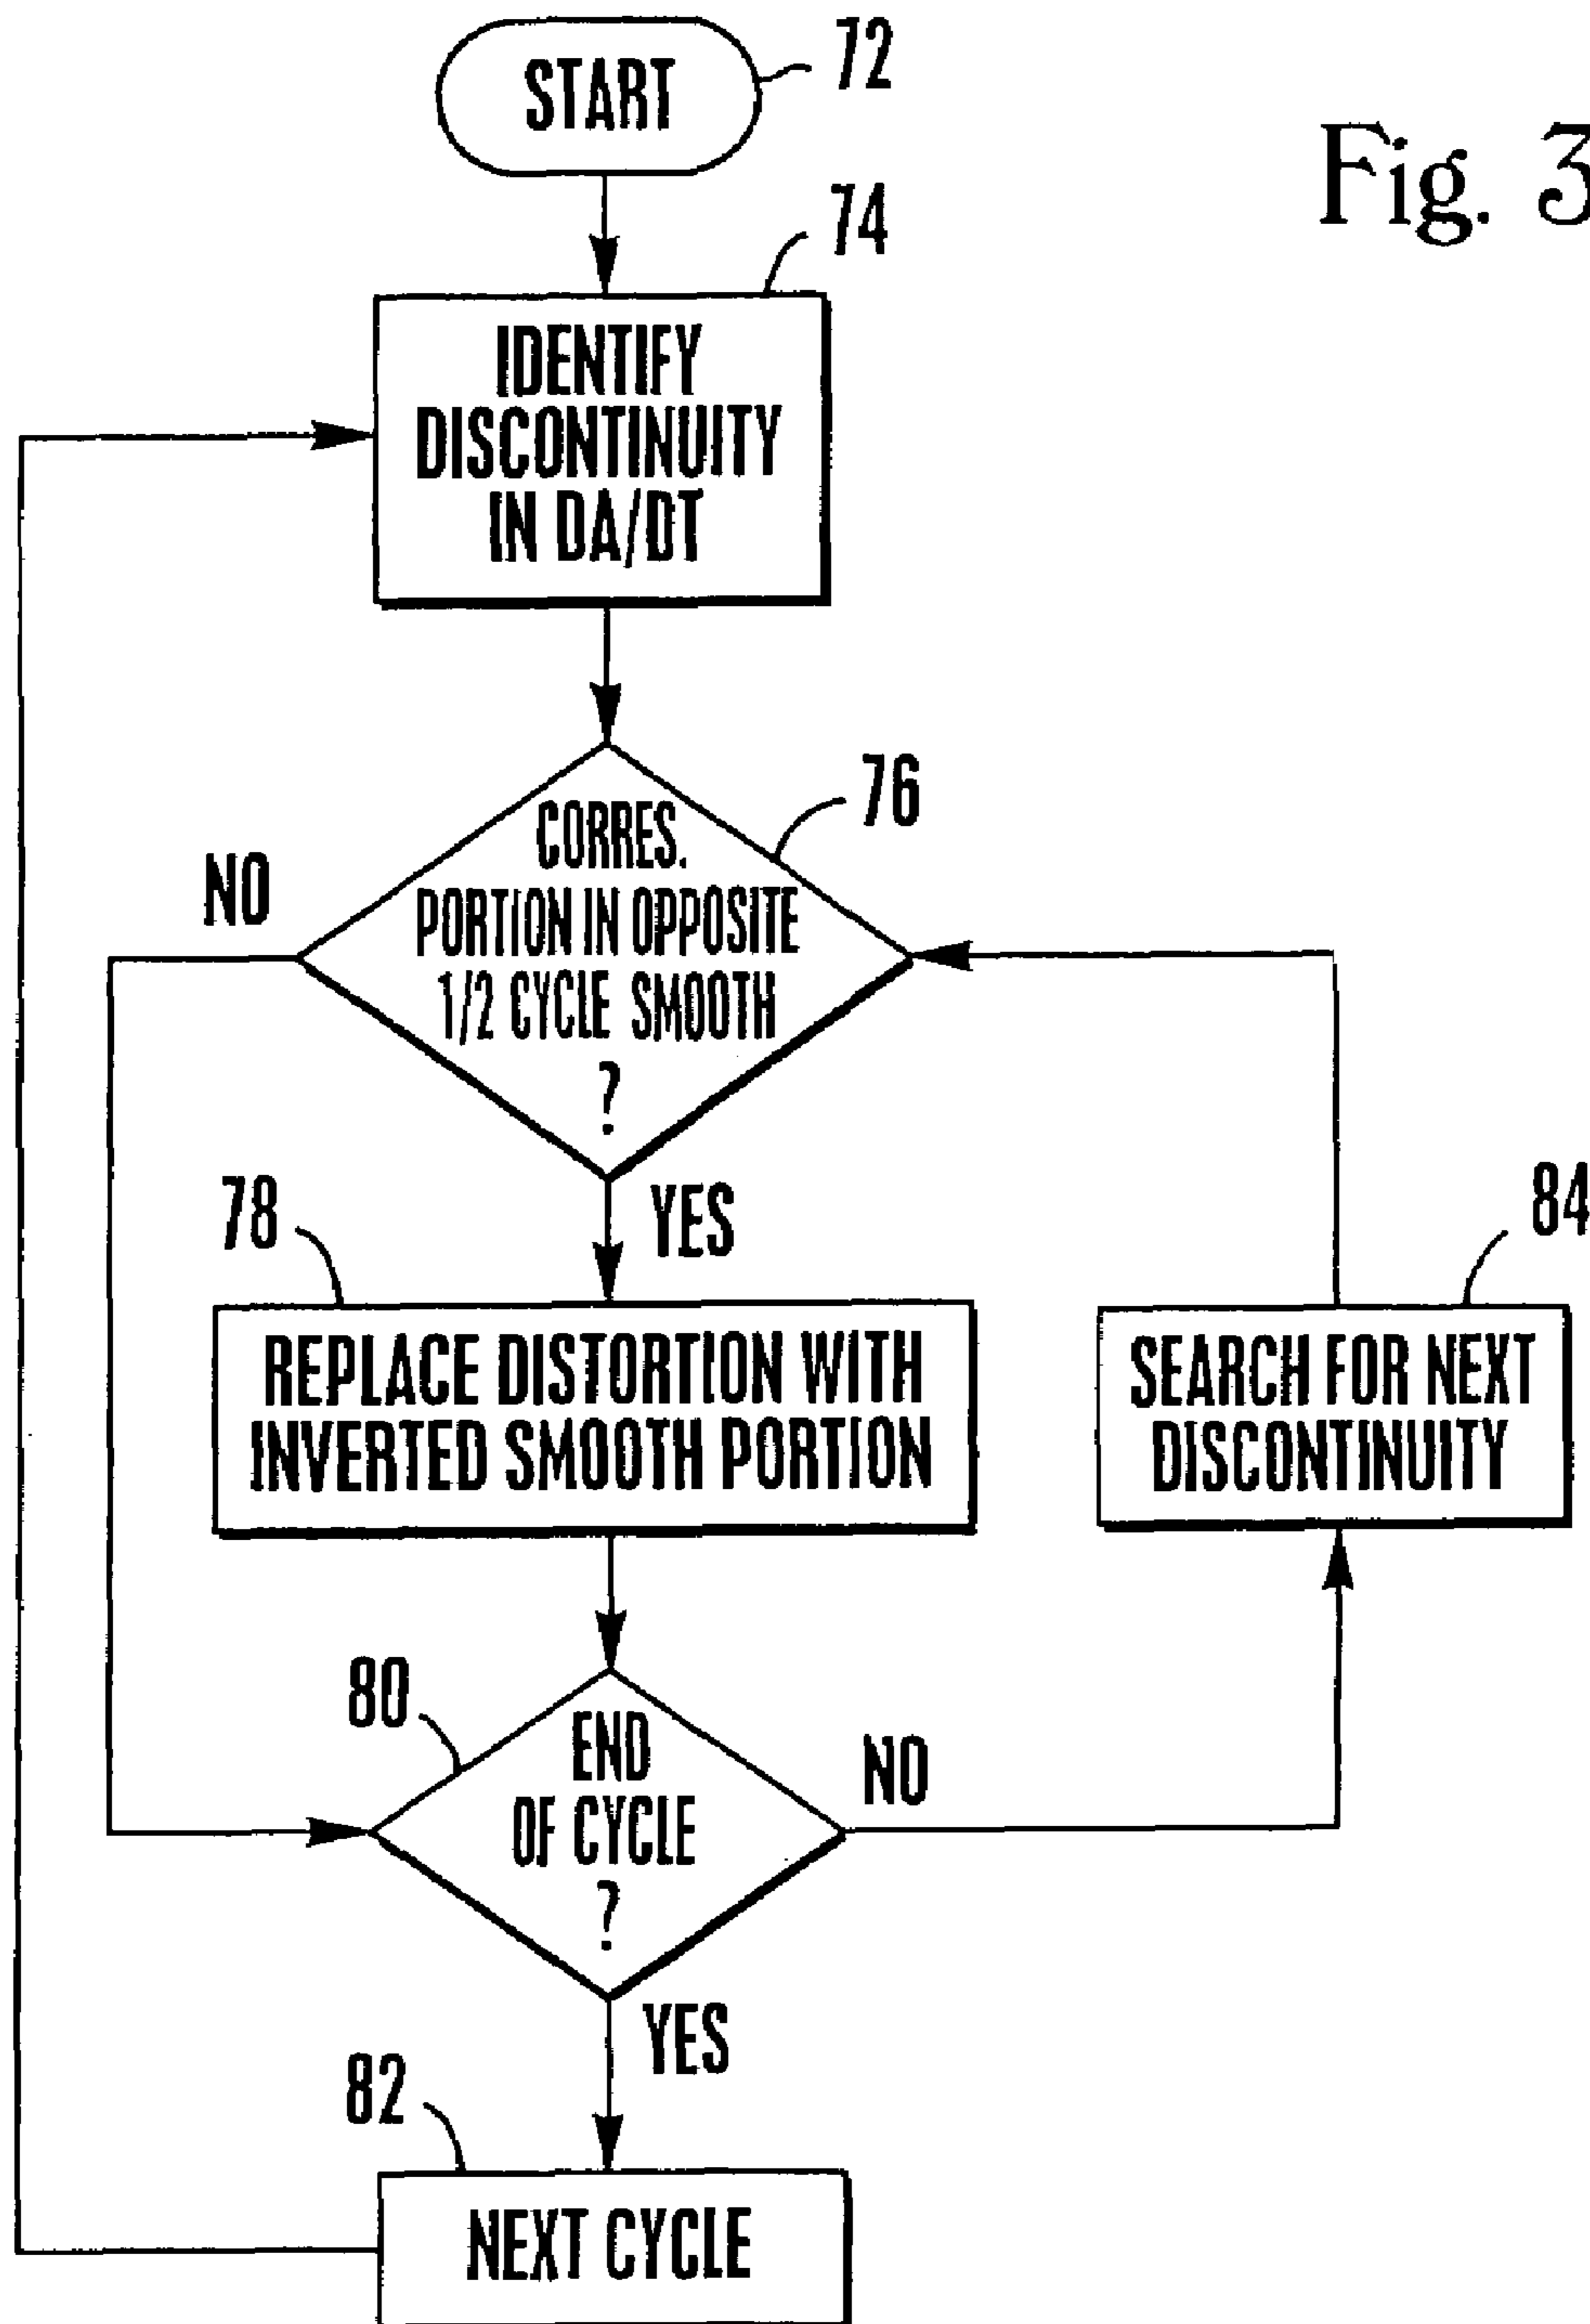 START
72
Fig. 3
74
IDENTIFY
DISCONTINUITY
IN DA/DT
76
CORRES.
PORTION IN OPPOSITE
1/2 CYCLE SMOOTH
?
NO
YES
78
84
REPLACE DISTORTION WITH
INVERTED SMOOTH PORTION
SEARCH FOR NEXT
DISCONTINUITY
80
END
OF CYCLE
?
NO
YES
82
NEXT CYCLE